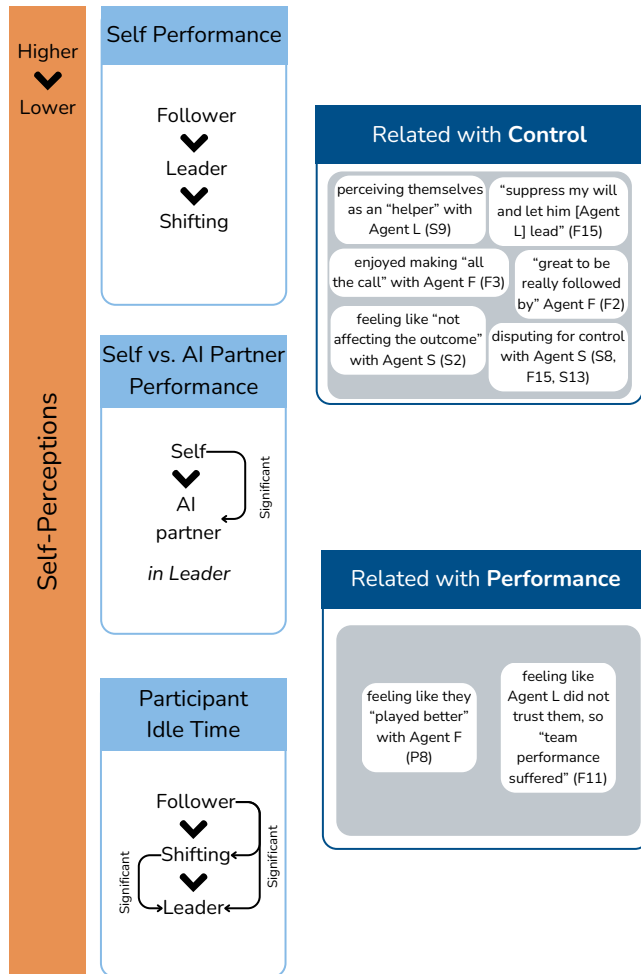 Higher
Lower
Self-Perceptions
Self Performance
Follower
Leader
Shifting
Self vs. AI Partner
Performance
Self
AI
partner
Significant
in Leader
Participant
Idle Time
Follower
Shifting
Leader
Significant
Significant
Related with Control
perceiving themselves
as an “helper” with
Agent L (S9)
“suppress my will
and let him [Agent
L] lead” (F15)
enjoyed making “all
the call” with Agent F (F3)
“great to be
really followed
by” Agent F (F2)
feeling like “not
affecting the outcome”
with Agent S (S2)
disputing for control
with Agent S (S8,
F15, S13)
Related with Performance
feeling like they
“played better”
with Agent F
(P8)
feeling like
Agent L did not
trust them, so
“team
performance
suffered” (F11)